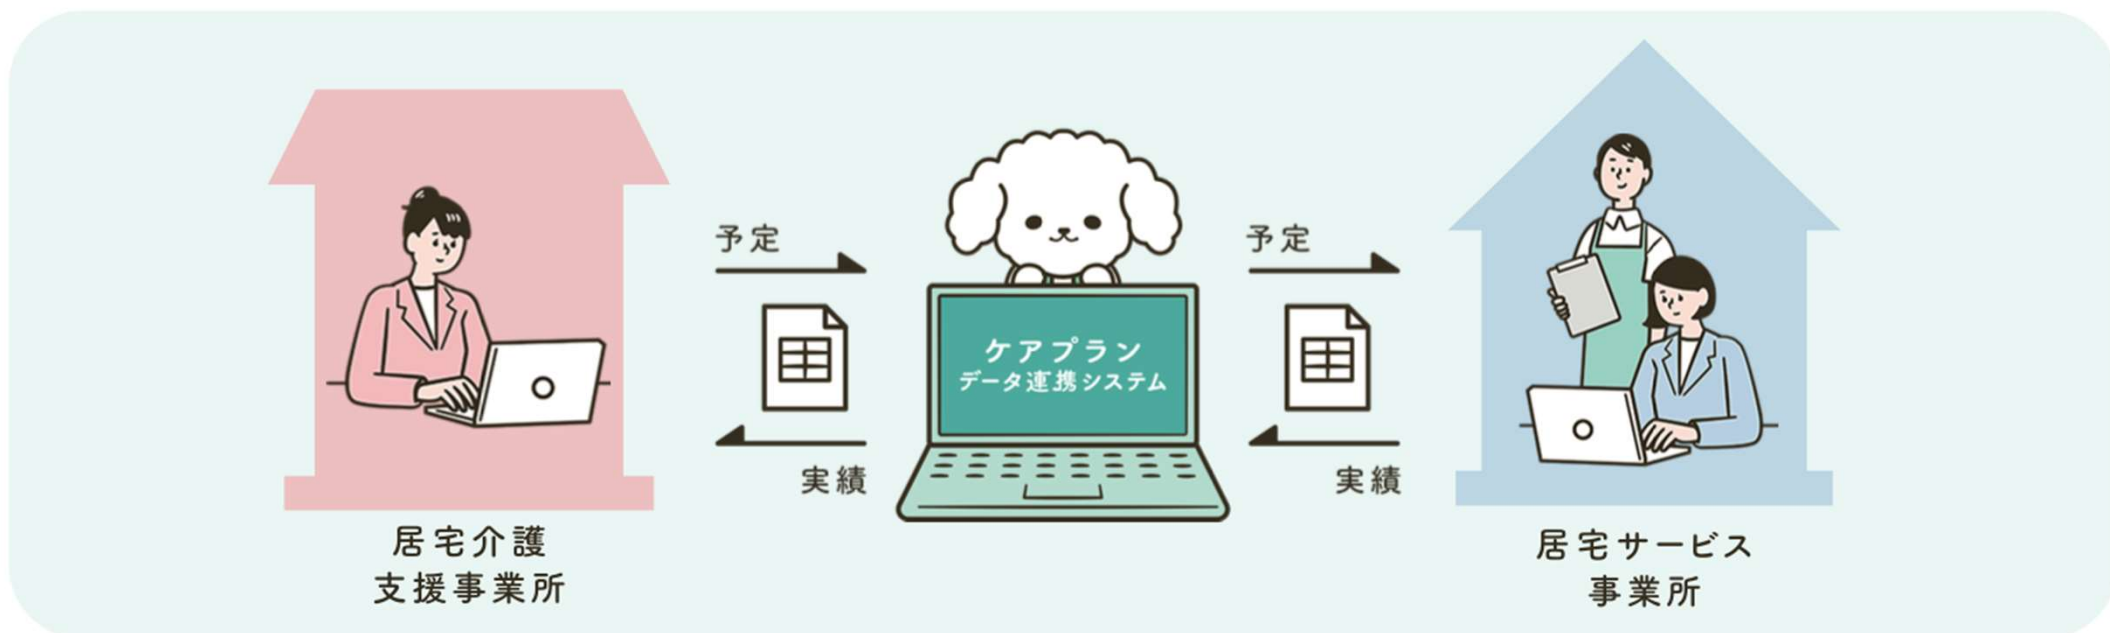 予定
予定
ケアプラン
データ連携システム
実績
実績
居宅介護
支援事業所
居宅サービス
事業所